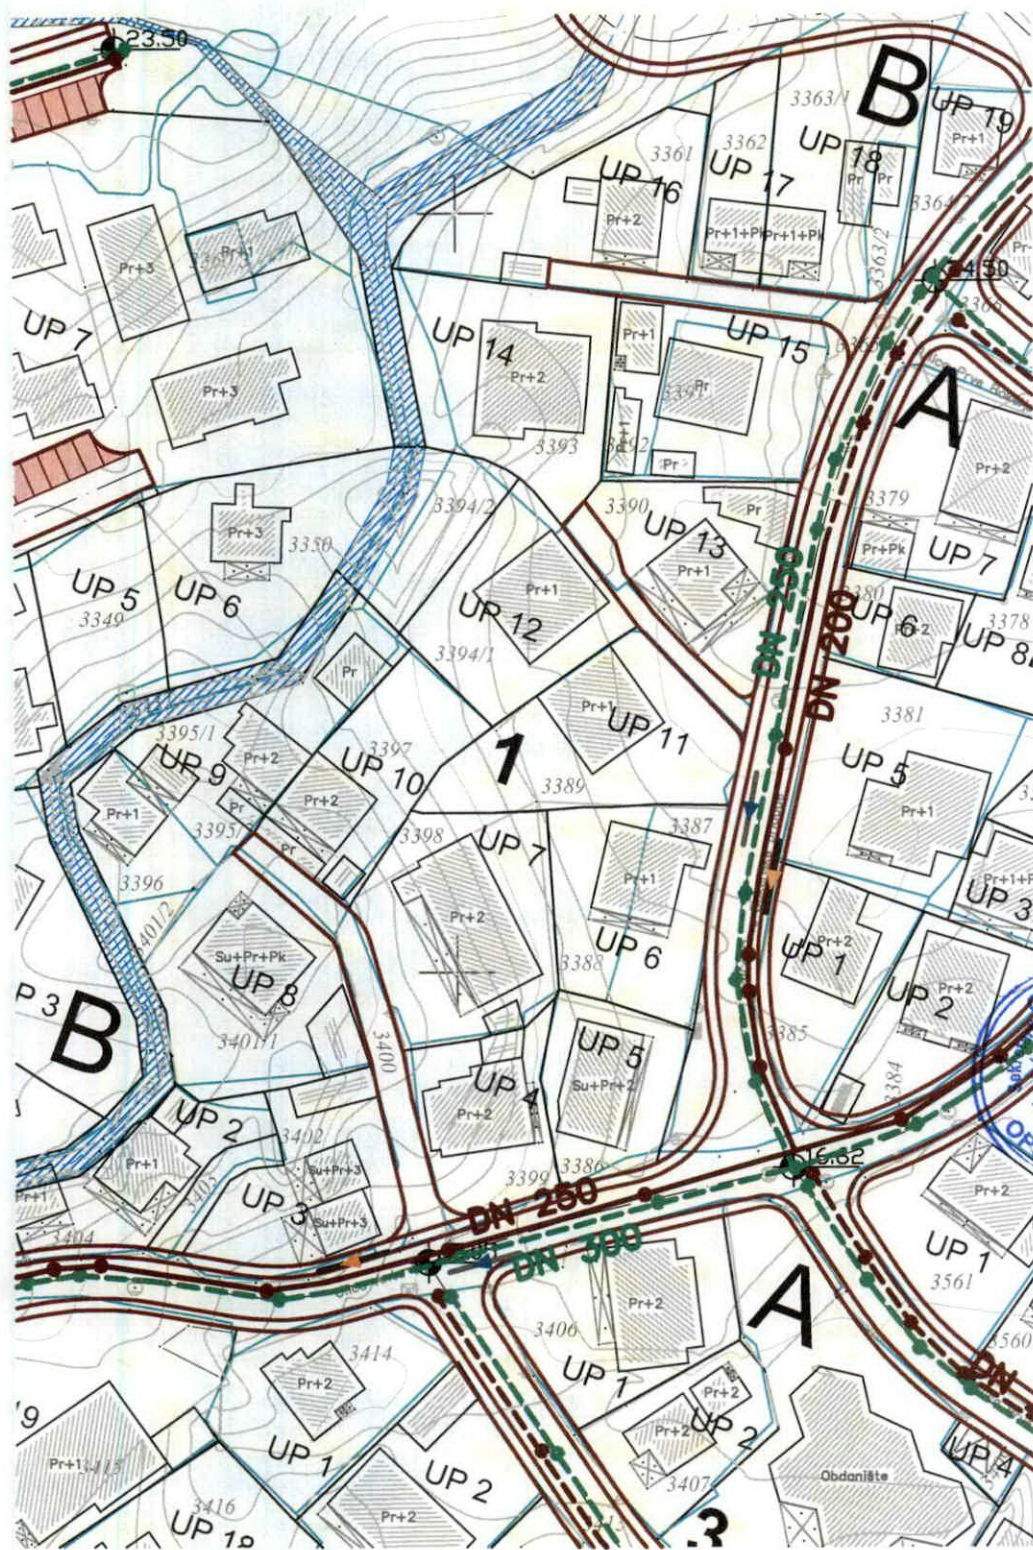 23.50
B
UP 19
3363/1
Pr+1
3361
3362
UP 18
UP 16
UP 17
Pr
Pr
Pr+2
Pr+1+Pk
Pr+1+Pk
3363/2
Pr+3
Pr+1
UP 7
UP 14
Pr+1
UP 15
A
Pr+2
Pr
3391
Pr+3
3393
Pr+1
Pr
Pr+2
3394/2
3390
Pr
3379
UP 13
Pr+3
3350
DN 250
Pr+Pk
UP 7
UP 5
UP 6
3349
Pr+1
UP 12
Pr+1
DN 200
UP 6
3378
3394/1
Pr
3381
3395/1
UP 9
Pr+2
3397
UP 10
1
Pr+1
UP 11
UP 5
3389
Pr+1
Pr
Pr+2
Pr+1
3395
3398
UP 7
3387
Pr
3396
Pr+1
UP 3
Pr+2
3401/2
Su+Pr+Pk
UP 8
UP 6
UP 1
Pr+2
UP 2
Pr+2
3388
B
3401/1
3400
UP 5
3385
Su+Pr+2
3384
UP 4
Pr+2
UP 2
3402
Pr+1
Su+Pr+3
3399
3386
16.62
UP 3
Su+Pr+3
DN 250
Pr+2
3404
DN 300
UP 1
3561
Pr+2
A
3406
3560
3414
UP 1
DN
Pr+2
Pr+2
UP 2
Pr+2
Pr+1
3415
UP 1
UP 2
3407
Obdanište
UP 4
3416
Pr+2
UP 18
3